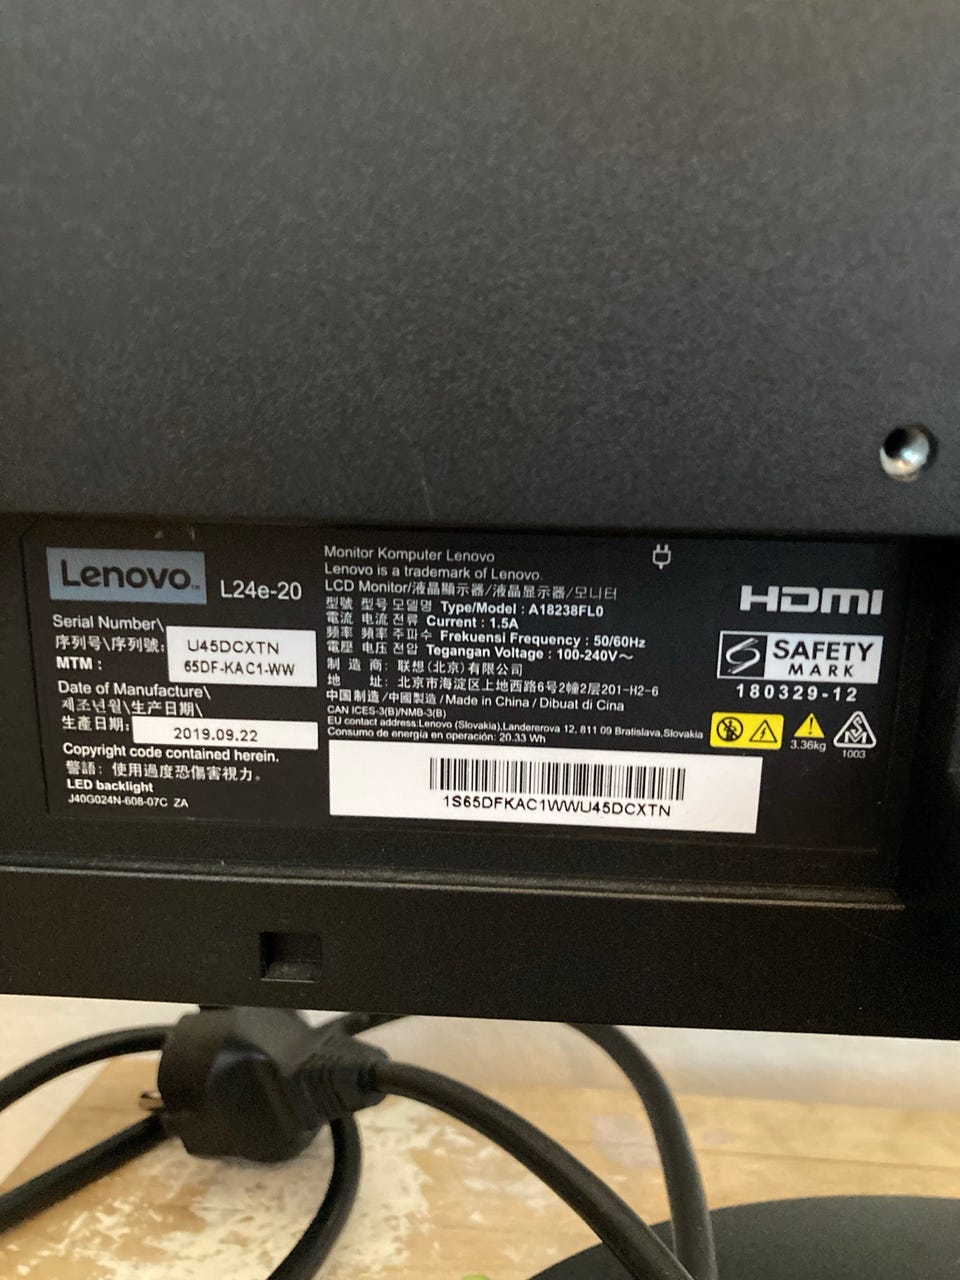 Lenovo™ L24e-20
Serial Number\
序列号\序列號:
U45DCXTN
MTM :
65DF-KAC1-WW
Date of Manufacture\
제조년월\生产日期\
生產日期:
2019.09.22
Copyright code contained herein.
警語: 使用過度恐傷害視力。
LED backlight
J40G024N-608-07C ZA
Monitor Komputer Lenovo
Lenovo is a trademark of Lenovo.
LCD Monitor/液晶顯示器/液晶显示器/모니터
型號 型号 모델명 Type/Model : A18238FL0
電流 电流 전류 Current : 1.5A
頻率 频率 주파수 Frekuensi Frequency : 50/60Hz
電壓 电压 전압 Tegangan Voltage : 100-240V～
制 造 商: 联想(北京)有限公司
地 址: 北京市海淀区上地西路6号2幢2层201-H2-6
中国制造/中國製造/Made in China / Dibuat di Cina
CAN ICES-3(B)/NMB-3(B)
EU contact address:Lenovo (Slovakia),Landererova 12, 811 09 Bratislava,Slovakia
Consumo de energía en operación: 20.33 Wh
1S65DFKAC1WWU45DCXTN
HDMI
SAFETY
MARK
180329-12
3.36kg
1003